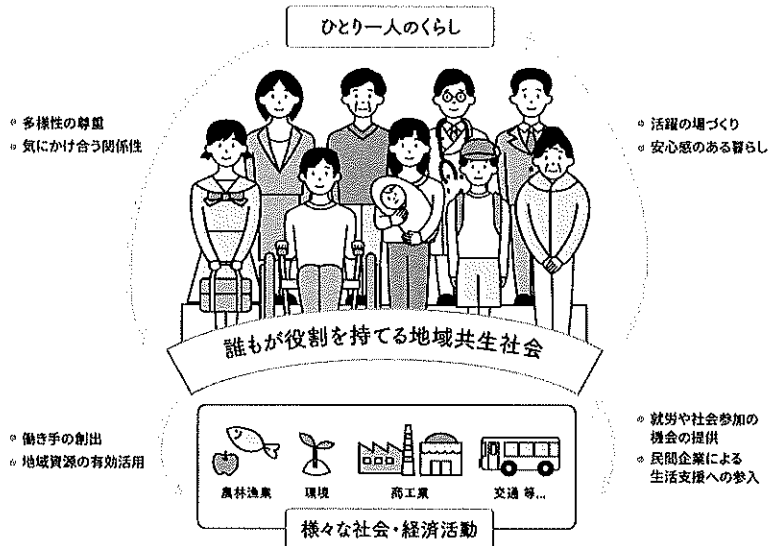 ひとり一人のくらし
多様性の尊重
気にかけ合う関係性
活躍の場づくり
安心感のある暮らし
誰もが役割を持てる地域共生社会
働き手の創出
地域資源の有効活用
就労や社会参加の
機会の提供
民間企業による
生活支援への参入
農林漁業 環境 商工業 交通 等...
様々な社会・経済活動